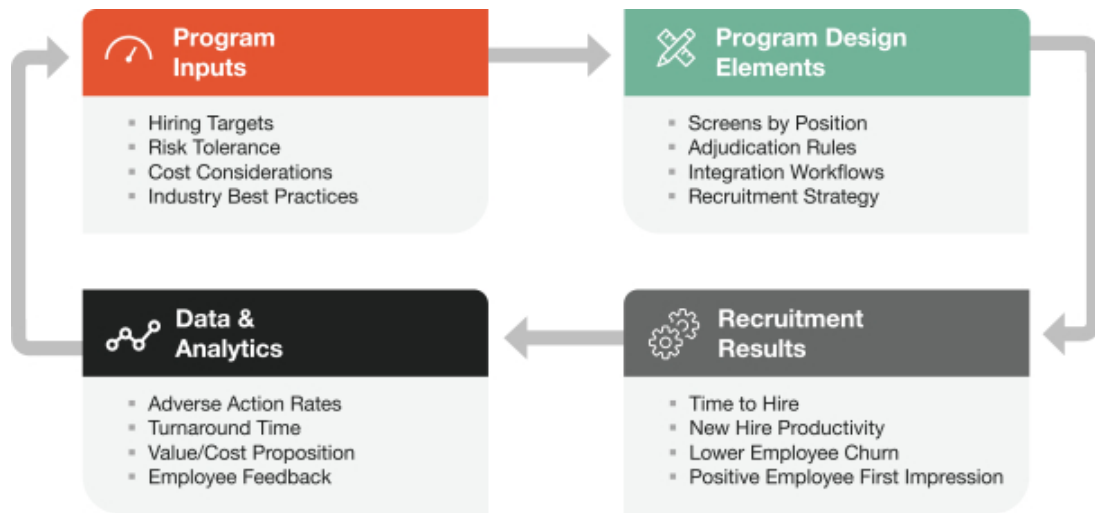 Program
Inputs
Hiring Targets
Risk Tolerance
Cost Considerations
Industry Best Practices
Program Design
Elements
Screens by Position
Adjudication Rules
Integration Workflows
Recruitment Strategy
Data &
Analytics
Adverse Action Rates
Turnaround Time
Value/Cost Proposition
Employee Feedback
Recruitment
Results
Time to Hire
New Hire Productivity
Lower Employee Churn
Positive Employee First Impression